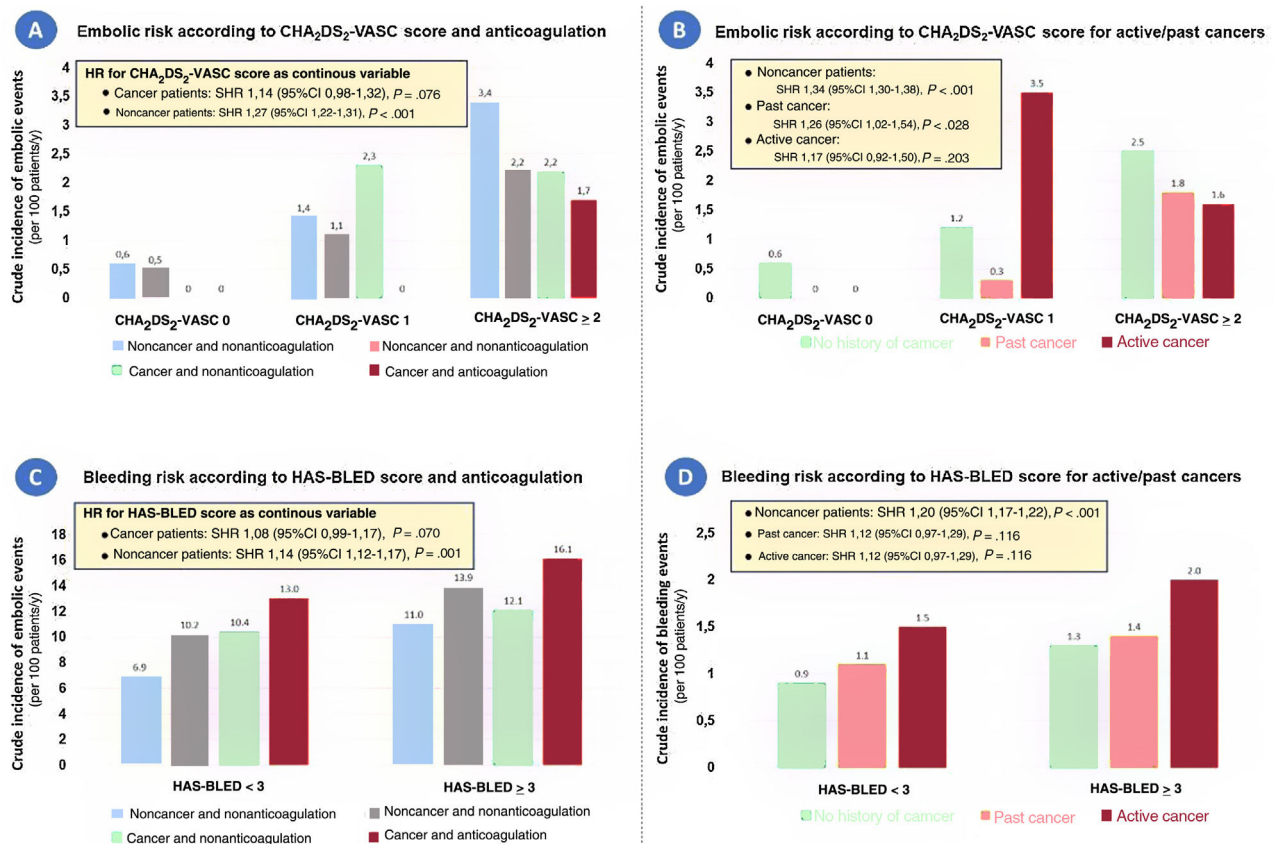 A
Embolic risk according to CHA2DS2-VASC score and anticoagulation
HR for CHA2DS2-VASC score as continous variable
● Cancer patients: SHR 1,14 (95%CI 0,98-1,32), P = .076
● Noncancer patients: SHR 1,27 (95%CI 1,22-1,31), P < .001
Crude incidence of embolic events
(per 100 patients/y)
4
3,5
3
2,5
2
1,5
1
0,5
0
0,6
0,5
0
0
1,4
1,1
2,3
0
3,4
2,2
2,2
1,7
CHA2DS2-VASC 0
CHA2DS2-VASC 1
CHA2DS2-VASC ≥ 2
Noncancer and nonanticoagulation
Noncancer and nonanticoagulation
Cancer and nonanticoagulation
Cancer and anticoagulation
B
Embolic risk according to CHA2DS2-VASC score for active/past cancers
● Noncancer patients:
SHR 1,34 (95%CI 1,30-1,38), P < .001
● Past cancer:
SHR 1,26 (95%CI 1,02-1,54), P < .028
● Active cancer:
SHR 1,17 (95%CI 0,92-1,50), P = .203
Crude incidence of embolic events
(per 100 patients/y)
4
3,5
3
2,5
2
1,5
1
0,5
0
0.6
0
0
1.2
0.3
3.5
2.5
1.8
1.6
CHA2DS2-VASC 0
CHA2DS2-VASC 1
CHA2DS2-VASC ≥ 2
No history of camcer
Past cancer
Active cancer
C
Bleeding risk according to HAS-BLED score and anticoagulation
HR for HAS-BLED score as continous variable
● Cancer patients: SHR 1,08 (95%CI 0,99-1,17), P = .070
● Noncancer patients: SHR 1,14 (95%CI 1,12-1,17), P = .001
Crude incidence of embolic events
(per 100 patients/y)
18
16
14
12
10
8
6
4
2
0
6.9
10.2
10.4
13.0
11.0
13.9
12.1
16.1
HAS-BLED < 3
HAS-BLED ≥ 3
Noncancer and nonanticoagulation
Noncancer and nonanticoagulation
Cancer and nonanticoagulation
Cancer and anticoagulation
D
Bleeding risk according to HAS-BLED score for active/past cancers
● Noncancer patients: SHR 1,20 (95%CI 1,17-1,22), P < .001
● Past cancer: SHR 1,12 (95%CI 0,97-1,29), P = .116
● Active cancer: SHR 1,12 (95%CI 0,97-1,29), P = .116
Crude incidence of bleeding events
(per 100 patients/y)
2,5
2
1,5
1
0,5
0
0.9
1.1
1.5
1.3
1.4
2.0
HAS-BLED < 3
HAS-BLED ≥ 3
No history of camcer
Past cancer
Active cancer